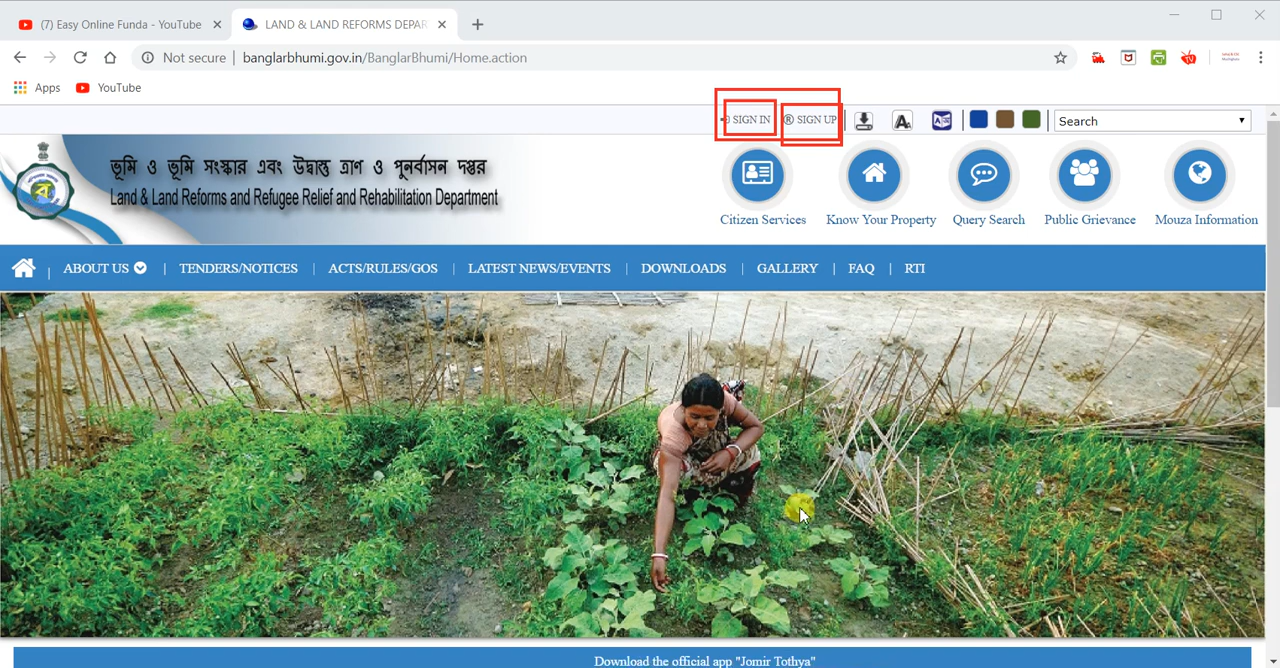 (7) Easy Online Funda - YouTube
LAND & LAND REFORMS DEPAR
Not secure | banglarbhumi.gov.in/BanglarBhumi/Home.action
Apps YouTube
SIGN IN ® SIGN UP Search
ভূমি ও ভূমি সংস্কার এবং উদ্বাস্তু ত্রাণ ও পুনর্বাসন দপ্তর
Land & Land Reforms and Refugee Relief and Rehabilitation Department
Citizen Services Know Your Property Query Search Public Grievance Mouza Information
ABOUT US | TENDERS/NOTICES | ACTS/RULES/GOS | LATEST NEWS/EVENTS | DOWNLOADS | GALLERY | FAQ | RTI
Download the official app "Jomir Tothya"